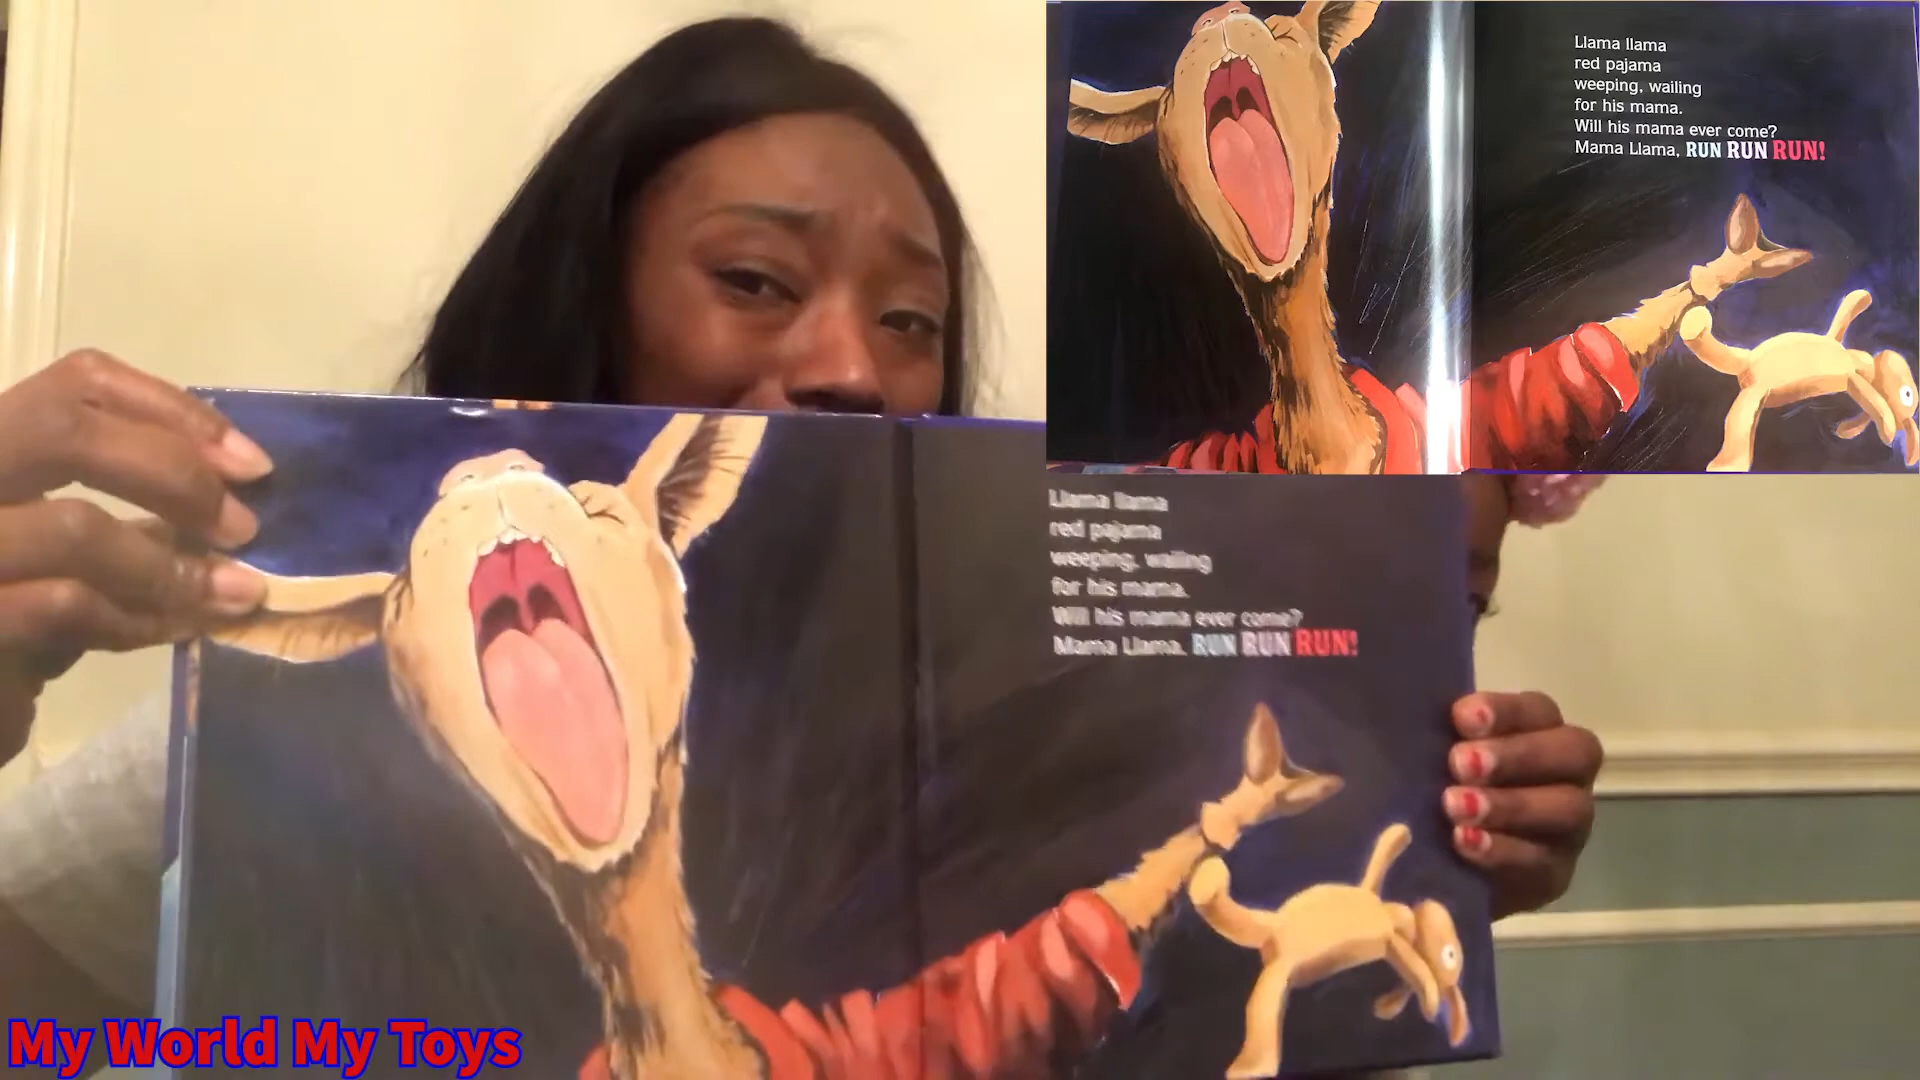 Llama llama
red pajama
weeping, wailing
for his mama.
Will his mama ever come?
Mama Llama, RUN RUN RUN!
Llama llama
red pajama
weeping, wailing
for his mama.
Will his mama ever come?
Mama Llama, RUN RUN RUN!
My World My Toys